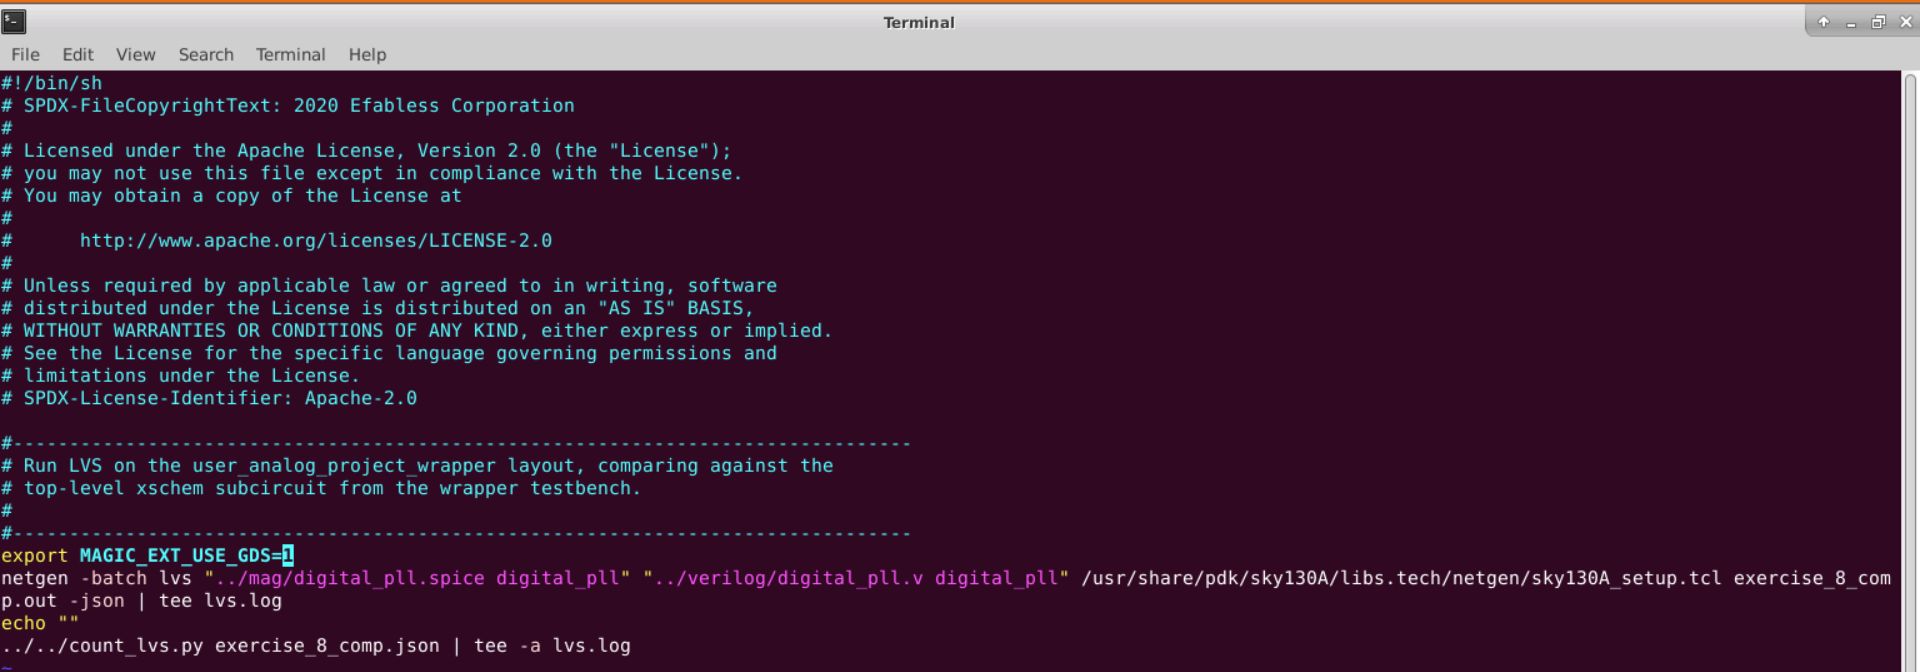 Terminal
File Edit View Search Terminal Help
#!/bin/sh
# SPDX-FileCopyrightText: 2020 Efabless Corporation
#
# Licensed under the Apache License, Version 2.0 (the "License");
# you may not use this file except in compliance with the License.
# You may obtain a copy of the License at
#
#      http://www.apache.org/licenses/LICENSE-2.0
#
# Unless required by applicable law or agreed to in writing, software
# distributed under the License is distributed on an "AS IS" BASIS,
# WITHOUT WARRANTIES OR CONDITIONS OF ANY KIND, either express or implied.
# See the License for the specific language governing permissions and
# limitations under the License.
# SPDX-License-Identifier: Apache-2.0
#--------------------------------------------------------------------------------
# Run LVS on the user_analog_project_wrapper layout, comparing against the
# top-level xschem subcircuit from the wrapper testbench.
#
#--------------------------------------------------------------------------------
export MAGIC_EXT_USE_GDS=1
netgen -batch lvs "../mag/digital_pll.spice digital_pll" "../verilog/digital_pll.v digital_pll" /usr/share/pdk/sky130A/libs.tech/netgen/sky130A_setup.tcl exercise_8_com
p.out -json | tee lvs.log
echo ""
../../count_lvs.py exercise_8_comp.json | tee -a lvs.log
~